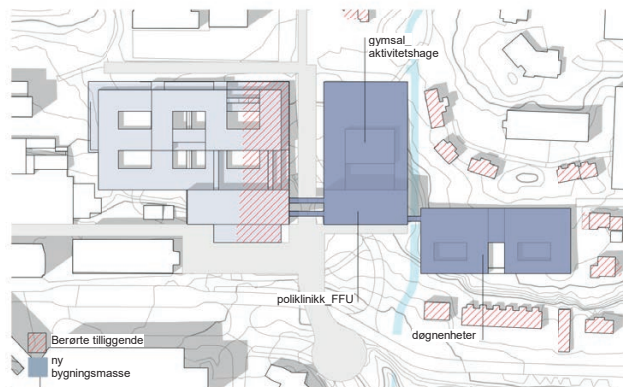 gymsal_
aktivitetshage
poliklinikk_FFU
døgnenheter
Berørte tilliggende
ny
bygningsmasse